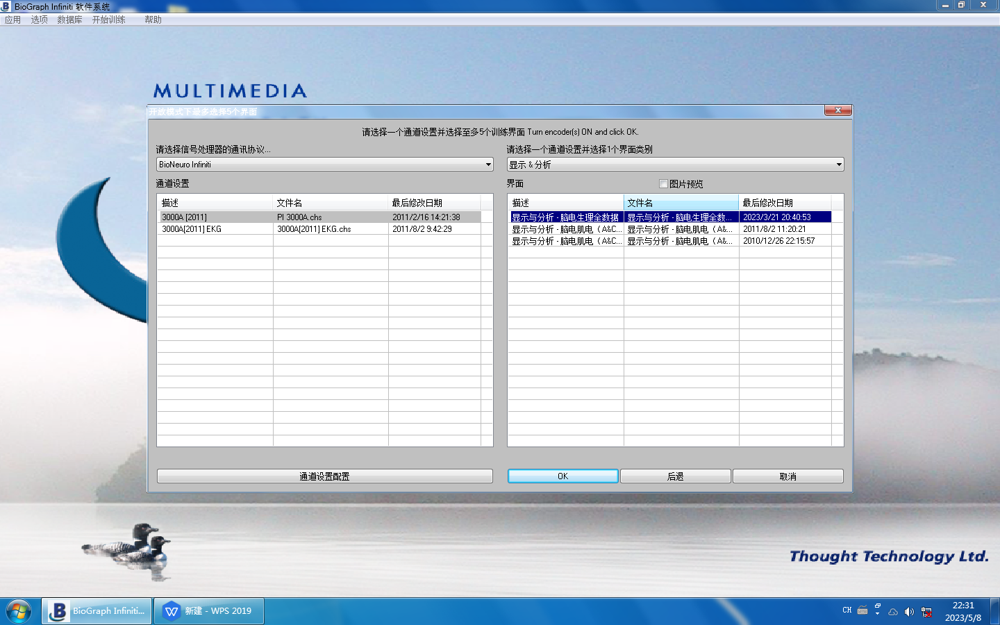 BioGraph Infiniti 软件系统
应用 选项 数据库 开始训练 帮助
MULTIMEDIA
开放模式下最多选择5个界面
请选择一个通道设置并选择至多5个训练界面 Turn encoder(s) ON and click OK.
请选择信号处理器的通讯协议...
请选择一个通道设置并选择1个界面类别
BioNeuro Infiniti
显示 & 分析
通道设置
界面
图片预览
描述 文件名 最后修改日期
3000A [2011] PI 3000A.chs 2011/2/16 14:21:38
3000A[2011] EKG 3000A[2011] EKG.chs 2011/8/2 9:42:29
描述 文件名 最后修改日期
显示与分析 - 脑电生理全数据 显示与分析 - 脑电生理全数... 2023/3/21 20:40:53
显示与分析 - 脑电肌电（A&C... 显示与分析 - 脑电肌电（A&... 2011/8/2 11:20:21
显示与分析 - 脑电肌电（A&C... 显示与分析 - 脑电肌电（A&... 2010/12/26 22:15:57
通道设置配置
OK 后退 取消
Thought Technology Ltd.
BioGraph Infiniti...
新建 - WPS 2019
CH
22:31
2023/5/8